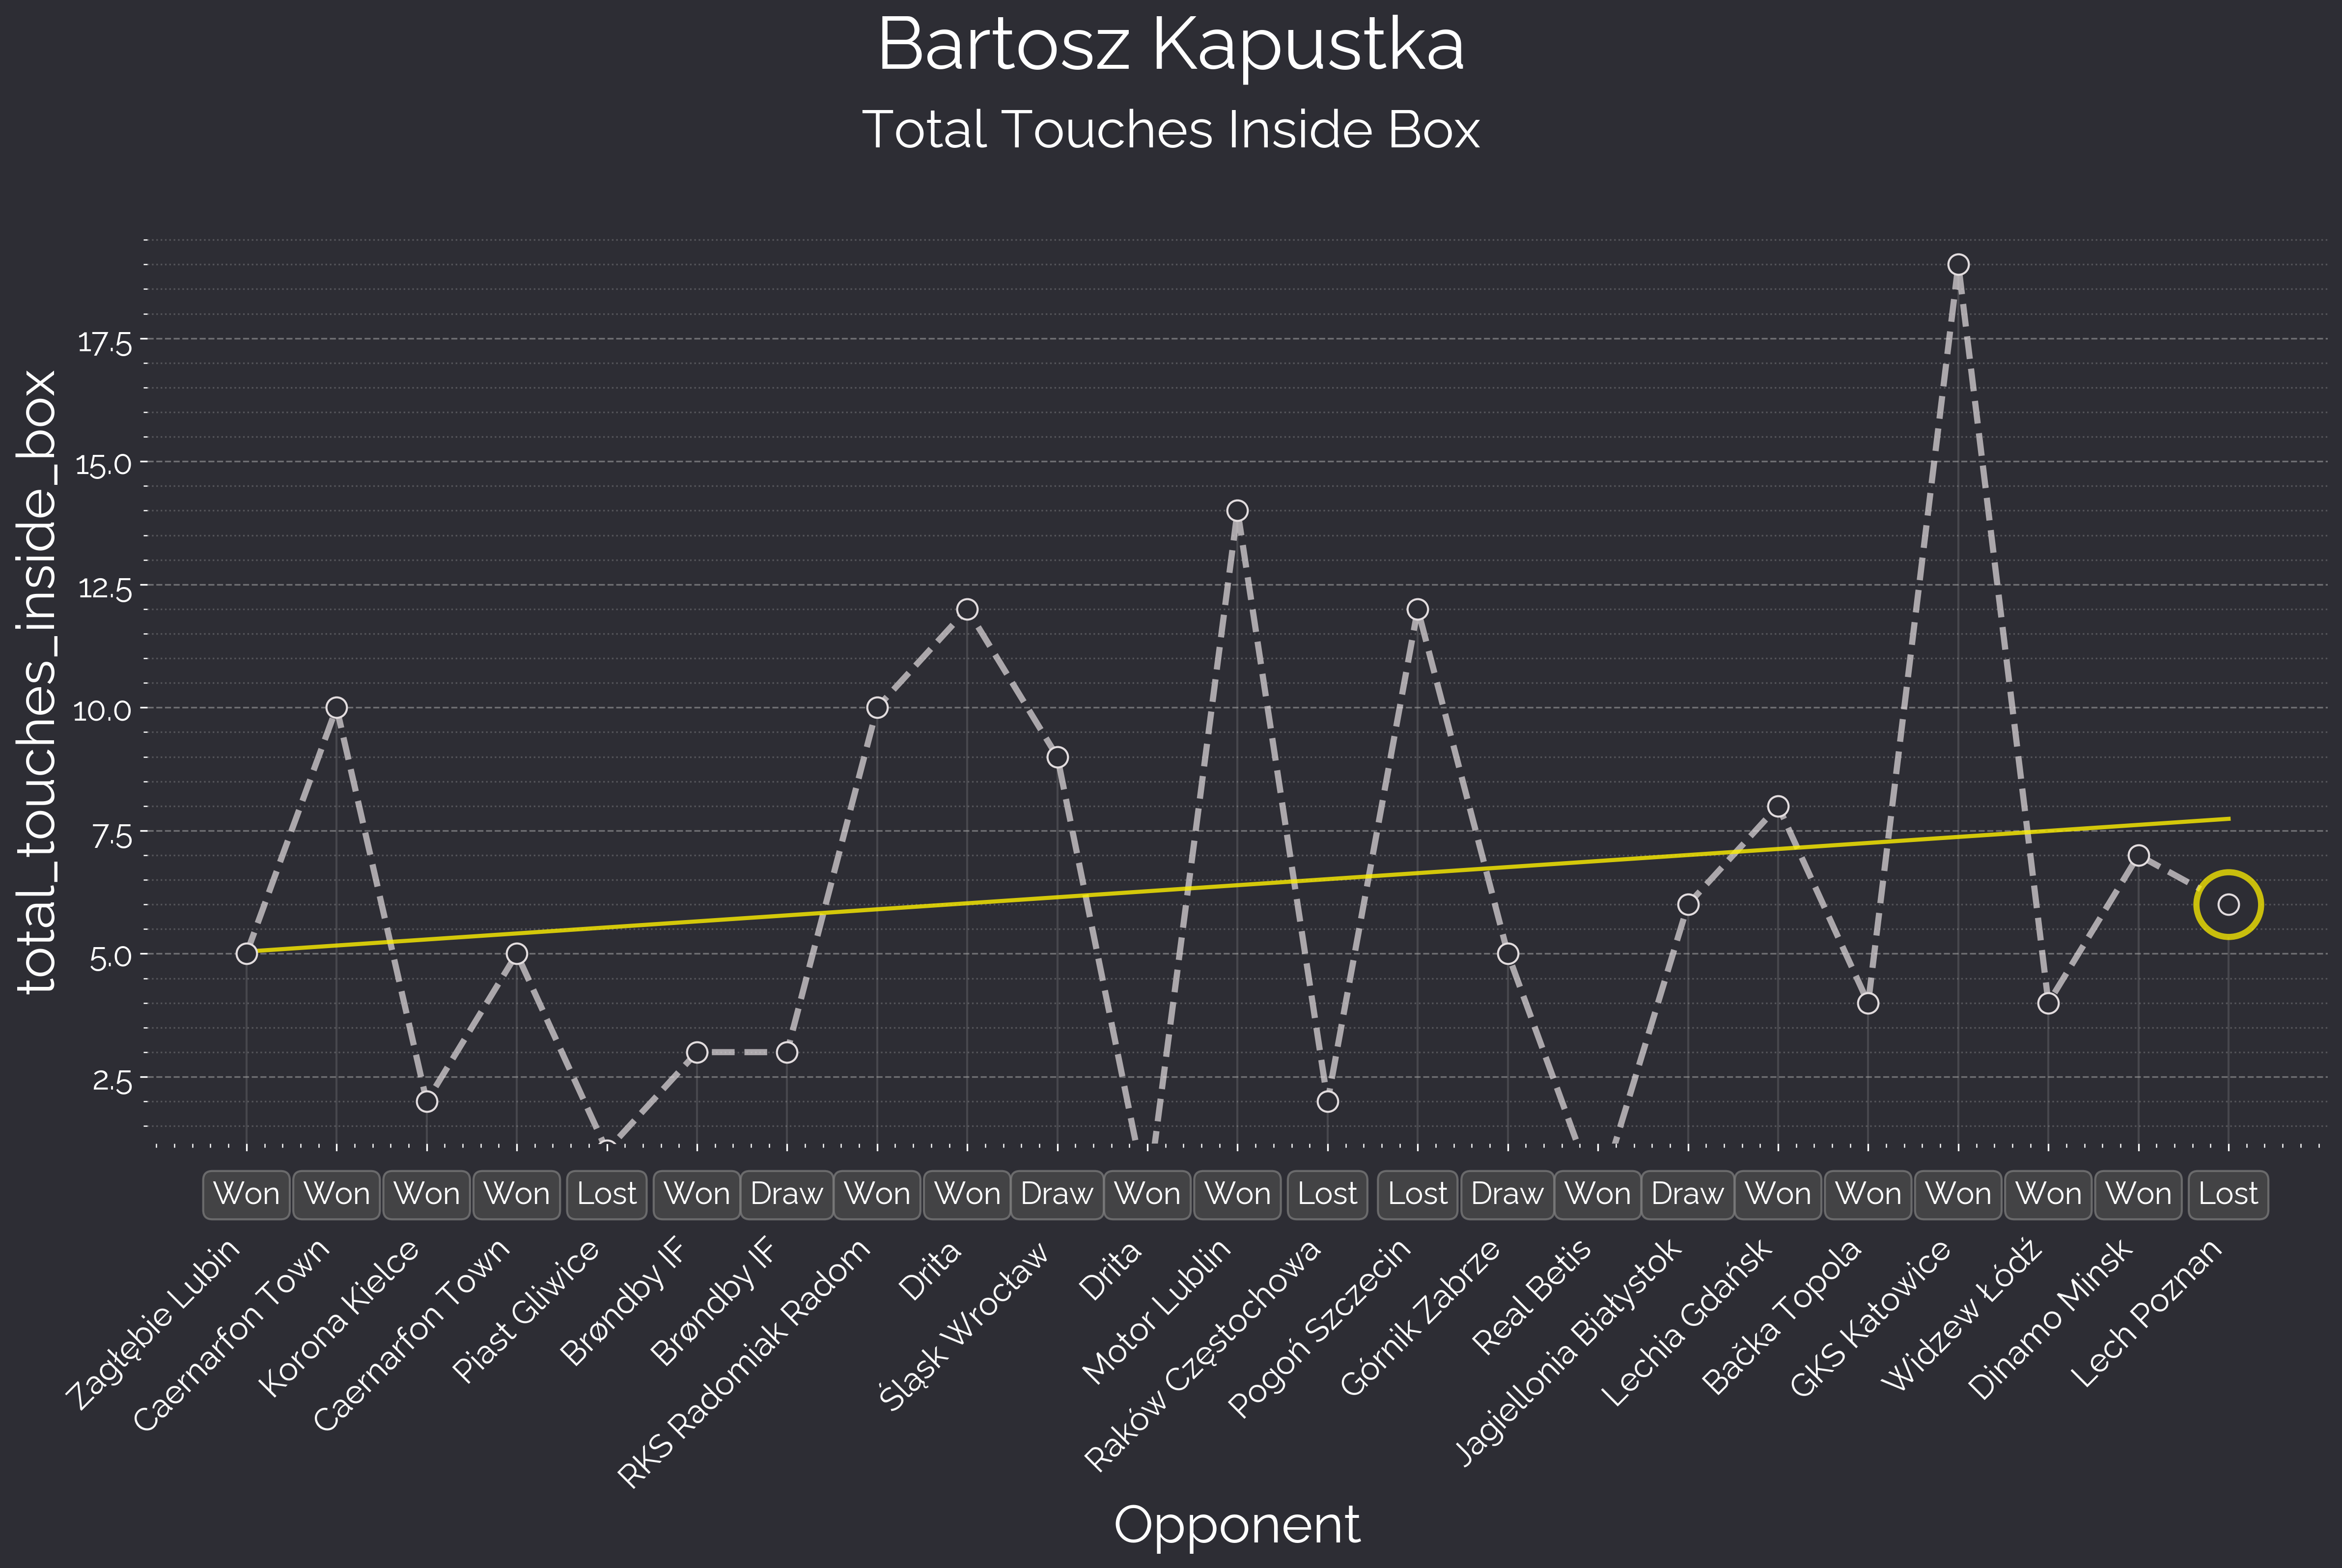 Bartosz Kapustka
Total Touches Inside Box
total_touches_inside_box
17.5
15.0
12.5
10.0
7.5
5.0
2.5
Won Won Won Won Lost Won Draw Won Won Draw Won Won Lost Lost Draw Won Draw Won Won Won Won Won Lost
Zagłębie Lubin
Caernarfon Town
Korona Kielce
Caernarfon Town
Piast Gliwice
Brøndby IF
Brøndby IF
RKS Radomiak Radom
Drita
Śląsk Wrocław
Drita
Motor Lublin
Raków Częstochowa
Pogoń Szczecin
Górnik Zabrze
Real Betis
Jagiellonia Białystok
Lechia Gdańsk
Bačka Topola
GKS Katowice
Widzew Łódź
Dinamo Minsk
Lech Poznan
Opponent